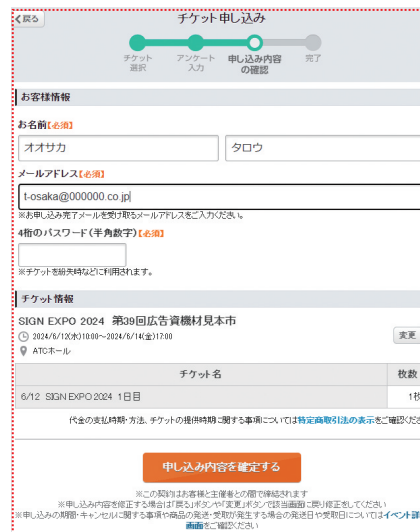 <戻る
チケット申し込み
チケット
選択
アンケート
入力
申し込み内容
の確認
完了
お客様情報
お名前【必須】
オオサカ
タロウ
メールアドレス【必須】
t-osaka@000000.co.jp
※お申し込み完了メールを受け取るメールアドレスをご入力ください。
4桁のパスワード(半角数字)【必須】
※チケットを紛失時などに利用されます。
チケット情報
SIGN EXPO 2024 第39回広告資機材見本市
2024/6/12(水)10:00〜2024/6/14(金)17:00
変更
ATCホール
チケット名
枚数
6/12 SIGN EXPO 2024 1日目
1枚
代金の支払時期・方法、チケットの提供時期に関する事項については特定商取引法の表示をご確認くださ
申し込み内容を確定する
※この契約はお客様と主催者との間で締結されます
※申し込み内容を修正する場合は「戻る」ボタンや「変更」ボタンで該当画面に戻り修正をしてください
※申し込みの期間・キャンセルに関する事項や商品の発送・受取が発生する場合の発送日や受取日についてはイベント詳
画面をご確認ください